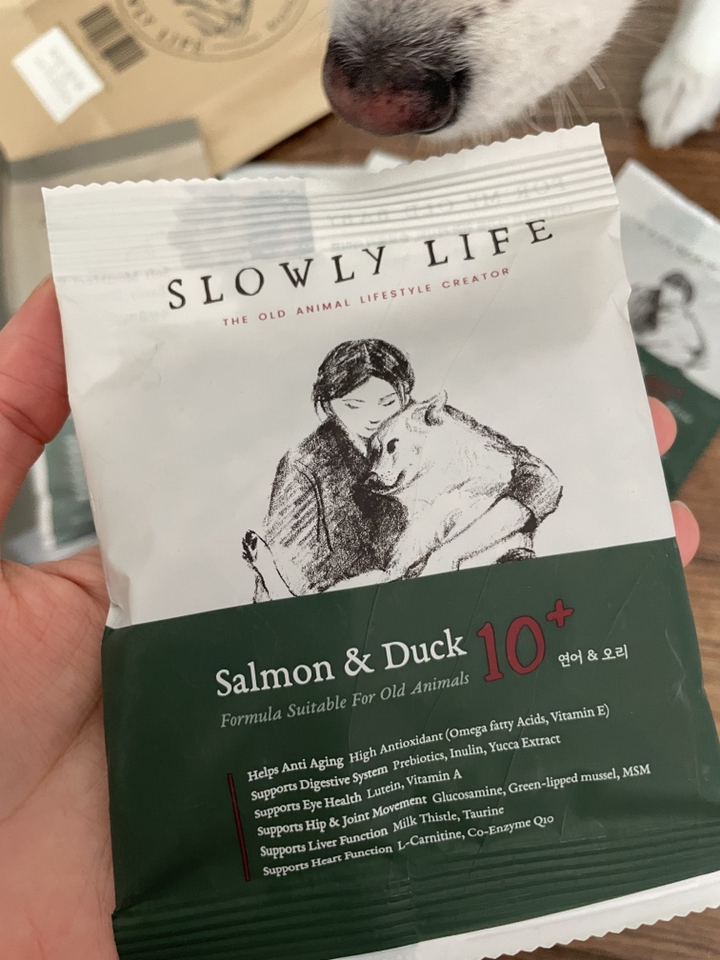 SLOWLY LIFE
THE OLD ANIMAL LIFESTYLE CREATOR
Salmon & Duck 10+ 연어 & 오리
Formula Suitable For Old Animals
Helps Anti Aging High Antioxidant (Omega fatty Acids, Vitamin E)
Supports Digestive System Prebiotics, Inulin, Yucca Extract
Supports Eye Health Lutein, Vitamin A
Supports Hip & Joint Movement Glucosamine, Green-lipped mussel, MSM
Supports Liver Function Milk Thistle, Taurine
Supports Heart Function L-Carnitine, Co-Enzyme Q10